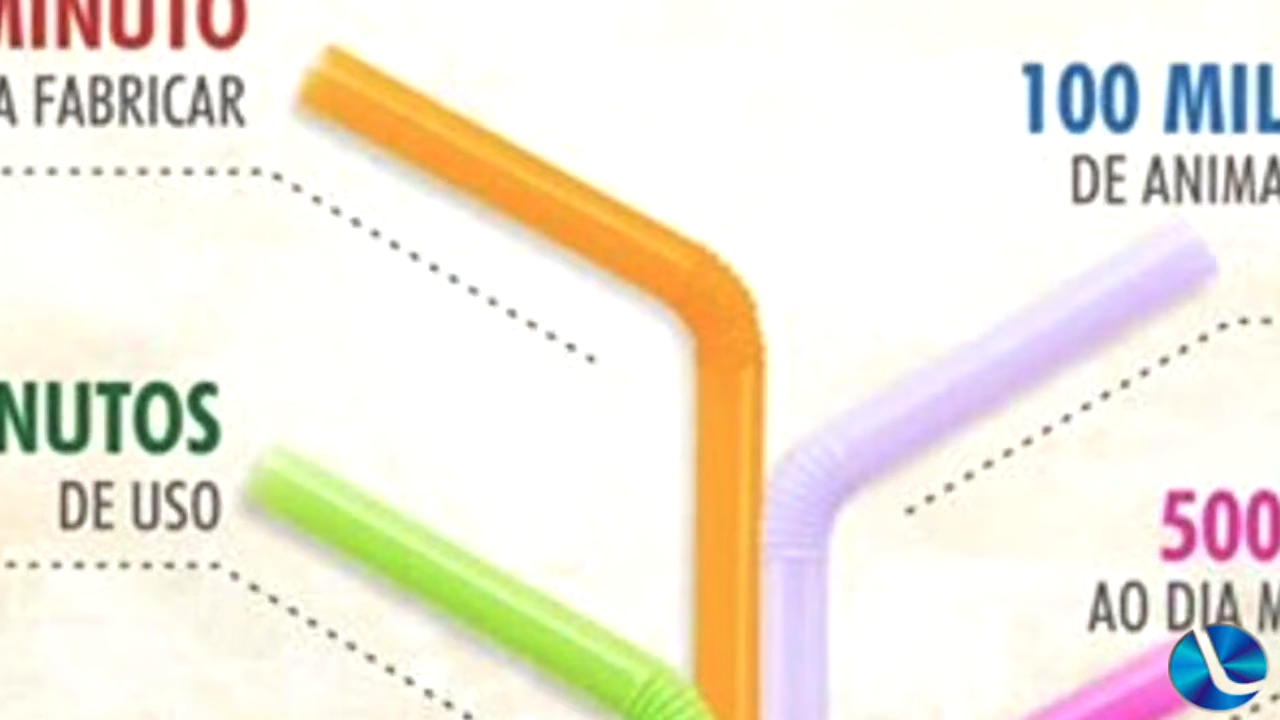 MINUTO
A FABRICAR
100 MIL
DE ANIMA
NUTOS
DE USO
500
AO DIA M